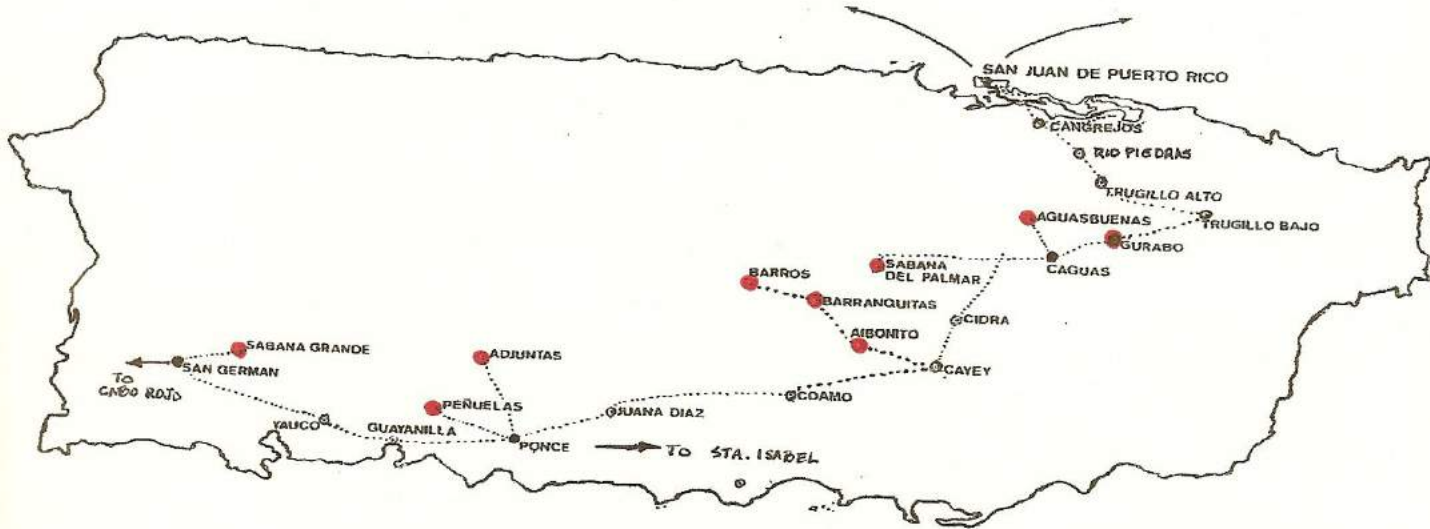 SAN JUAN DE PUERTO RICO
CANGREJOS
RIO PIEDRAS
TRUGILLO ALTO
AGUASBUENAS
TRUGILLO BAJO
GURABO
CAGUAS
SABANA
DEL PALMAR
BARROS
BARRANQUITAS
CIDRA
AIBONITO
CAYEY
SABANA GRANDE
ADJUNTAS
SAN GERMAN
TO
CABO ROJO
COAMO
PEÑUELAS
JUANA DIAZ
YAUCO
GUAYANILLA
PONCE
TO STA. ISABEL